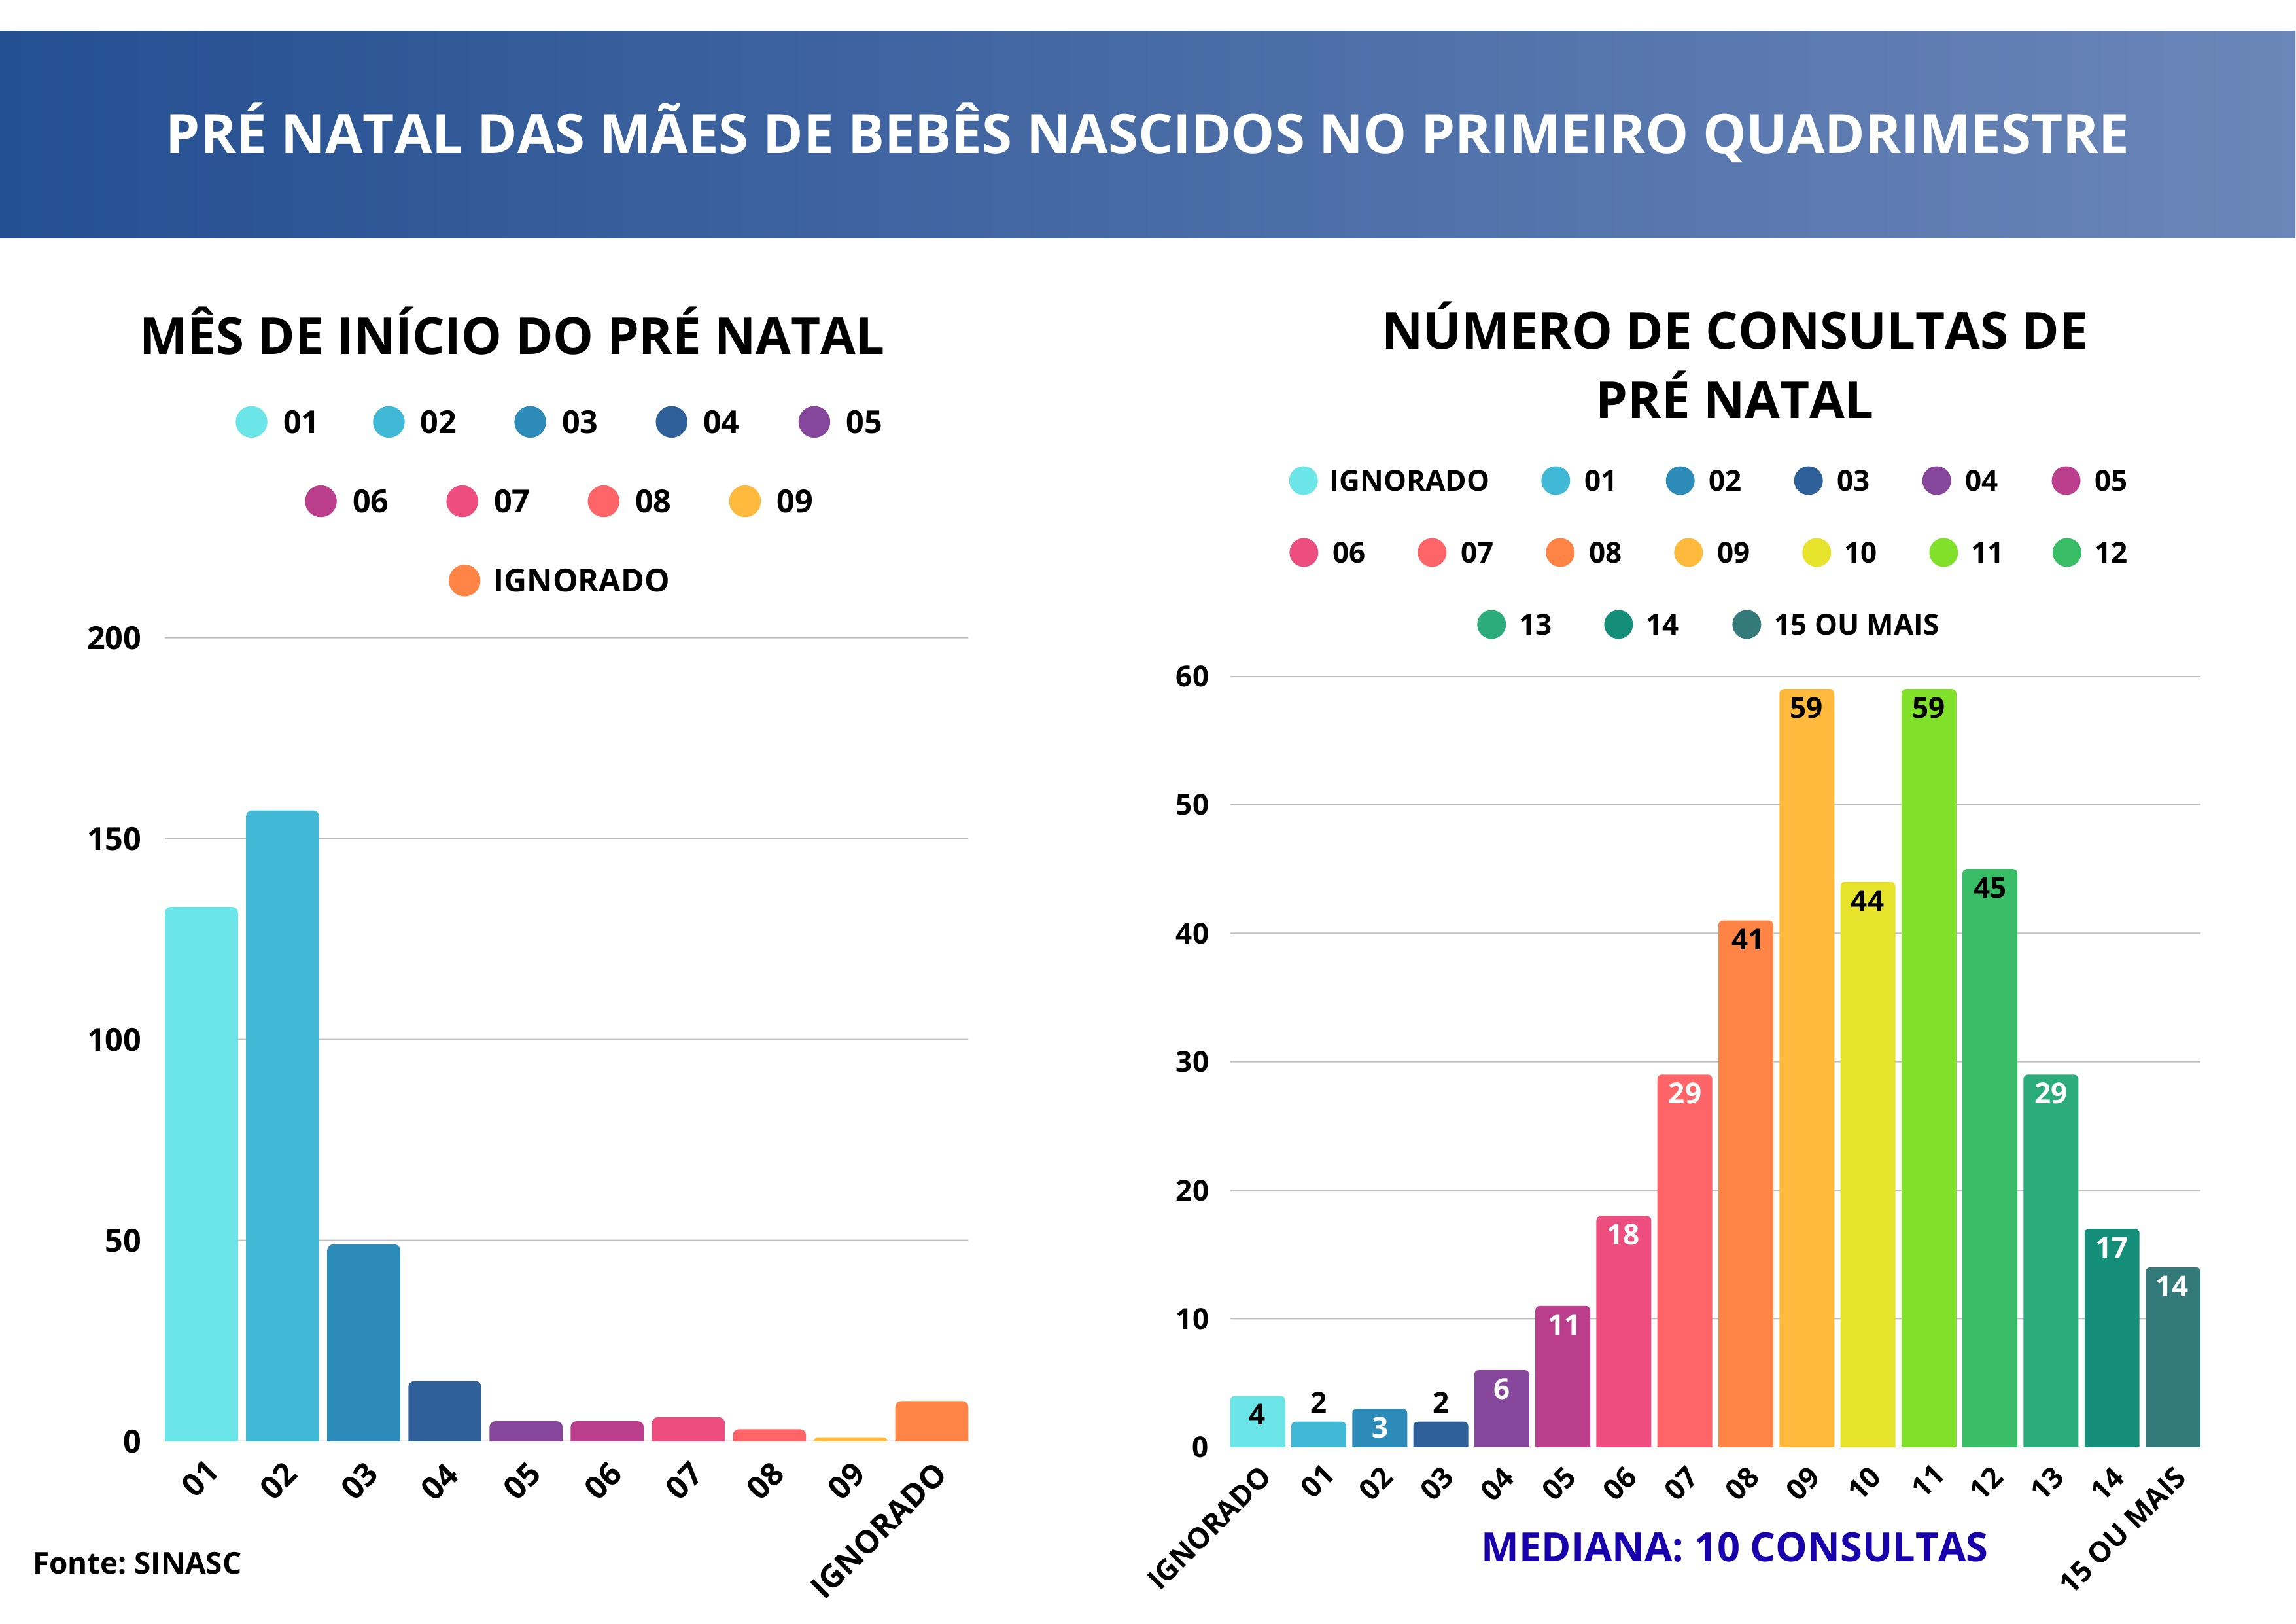 PRÉ NATAL DAS MÃES DE BEBÊS NASCIDOS NO PRIMEIRO QUADRIMESTRE
MÊS DE INÍCIO DO PRÉ NATAL
01 02 03 04 05
06 07 08 09
IGNORADO
200
150
100
50
0
01 02 03 04 05 06 07 08 09 IGNORADO
Fonte: SINASC
NÚMERO DE CONSULTAS DE
PRÉ NATAL
IGNORADO 01 02 03 04 05
06 07 08 09 10 11 12
13 14 15 OU MAIS
60
50
40
30
20
10
0
4 2 3 2 6 11 18 29 41 59 44 59 45 29 17 14
IGNORADO 01 02 03 04 05 06 07 08 09 10 11 12 13 14 15 OU MAIS
MEDIANA: 10 CONSULTAS